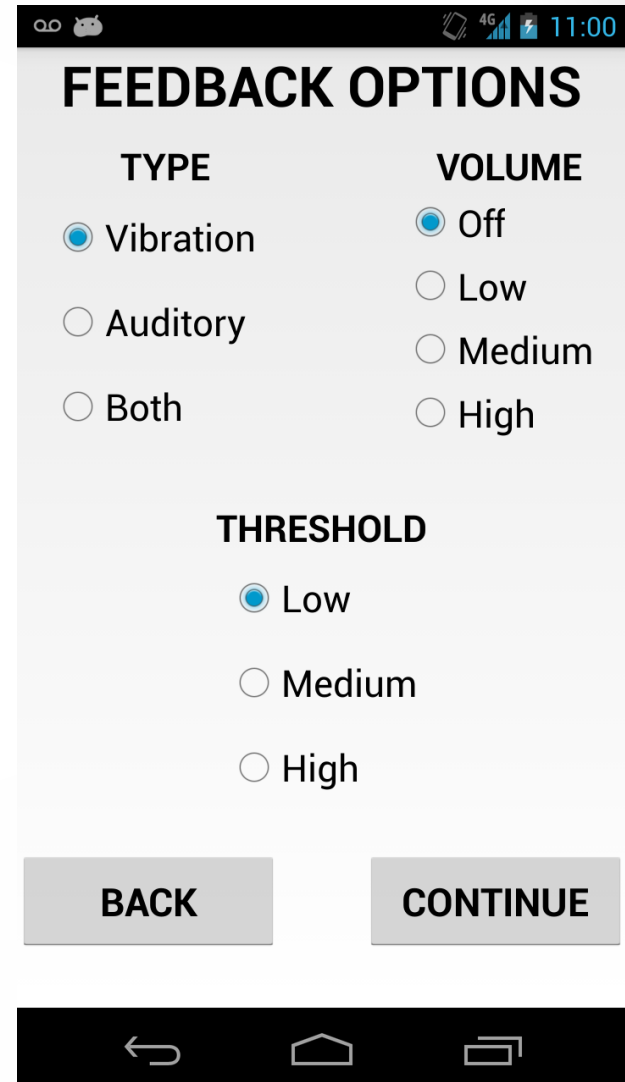 4G 11:00
FEEDBACK OPTIONS
TYPE
Vibration
Auditory
Both
VOLUME
Off
Low
Medium
High
THRESHOLD
Low
Medium
High
BACK
CONTINUE